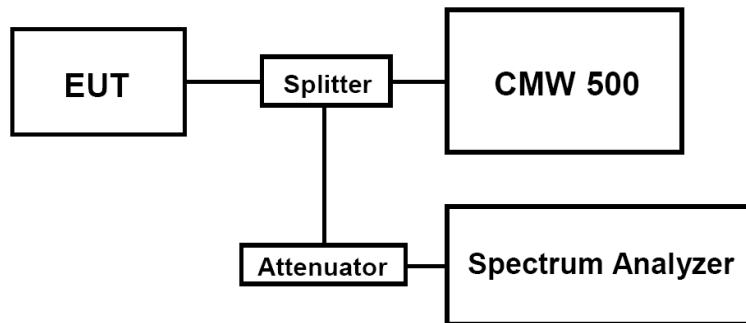 EUT
Splitter
CMW 500
Attenuator
Spectrum Analyzer